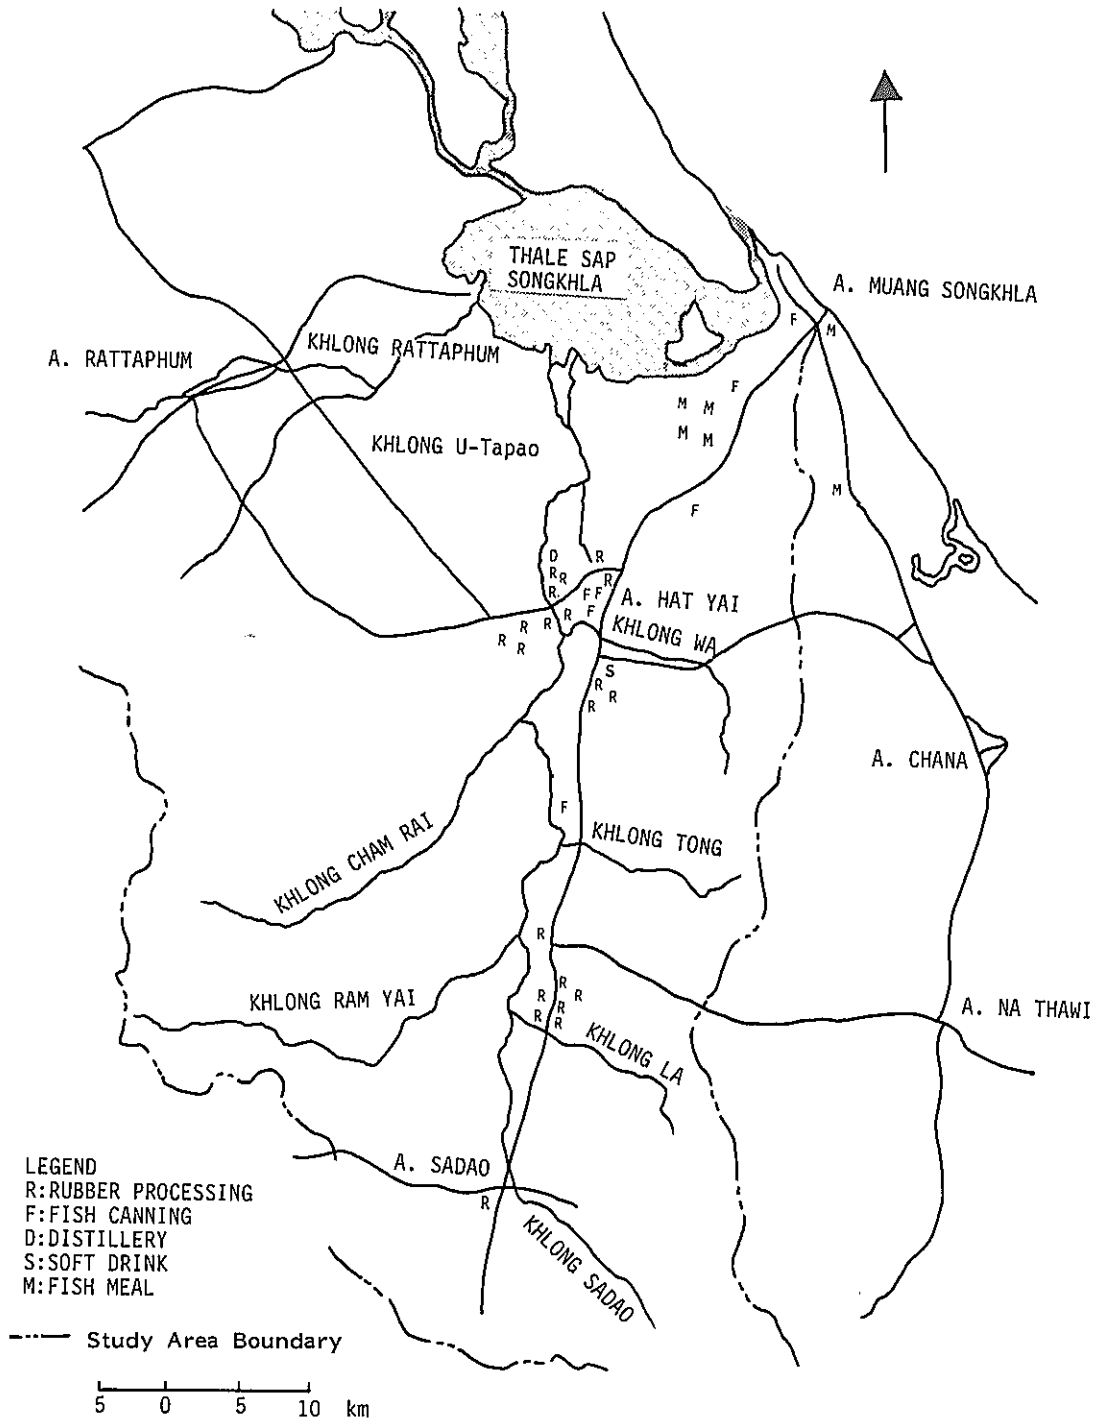 THALE SAP
SONGKHLA
A. MUANG SONGKHLA
F
M
KHLONG RATTAPHUM
A. RATTAPHUM
F
M M
M M
KHLONG U-Tapao
M
F
D R
R R R
R F F
A. HAT YAI
R R F
R
R R
KHLONG WA
S
R R
R
A. CHANA
F
KHLONG TONG
KHLONG CHAM RAI
R
R R
R R
R R
KHLONG RAM YAI
A. NA THAWI
KHLONG LA
A. SADAO
R
KHLONG SADAO
LEGEND
R:RUBBER PROCESSING
F:FISH CANNING
D:DISTILLERY
S:SOFT DRINK
M:FISH MEAL
Study Area Boundary
5 0 10 km